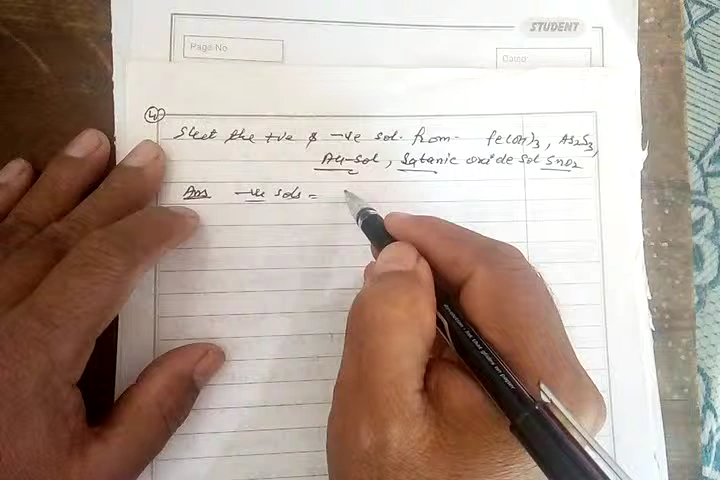 STUDENT
Page No
Date:
(4) Slect the +ve & -ve sol. from - fe(OH)3, As2S3,
Au-sol, Satanic oxide sol SnO2
Ans -ve sols =